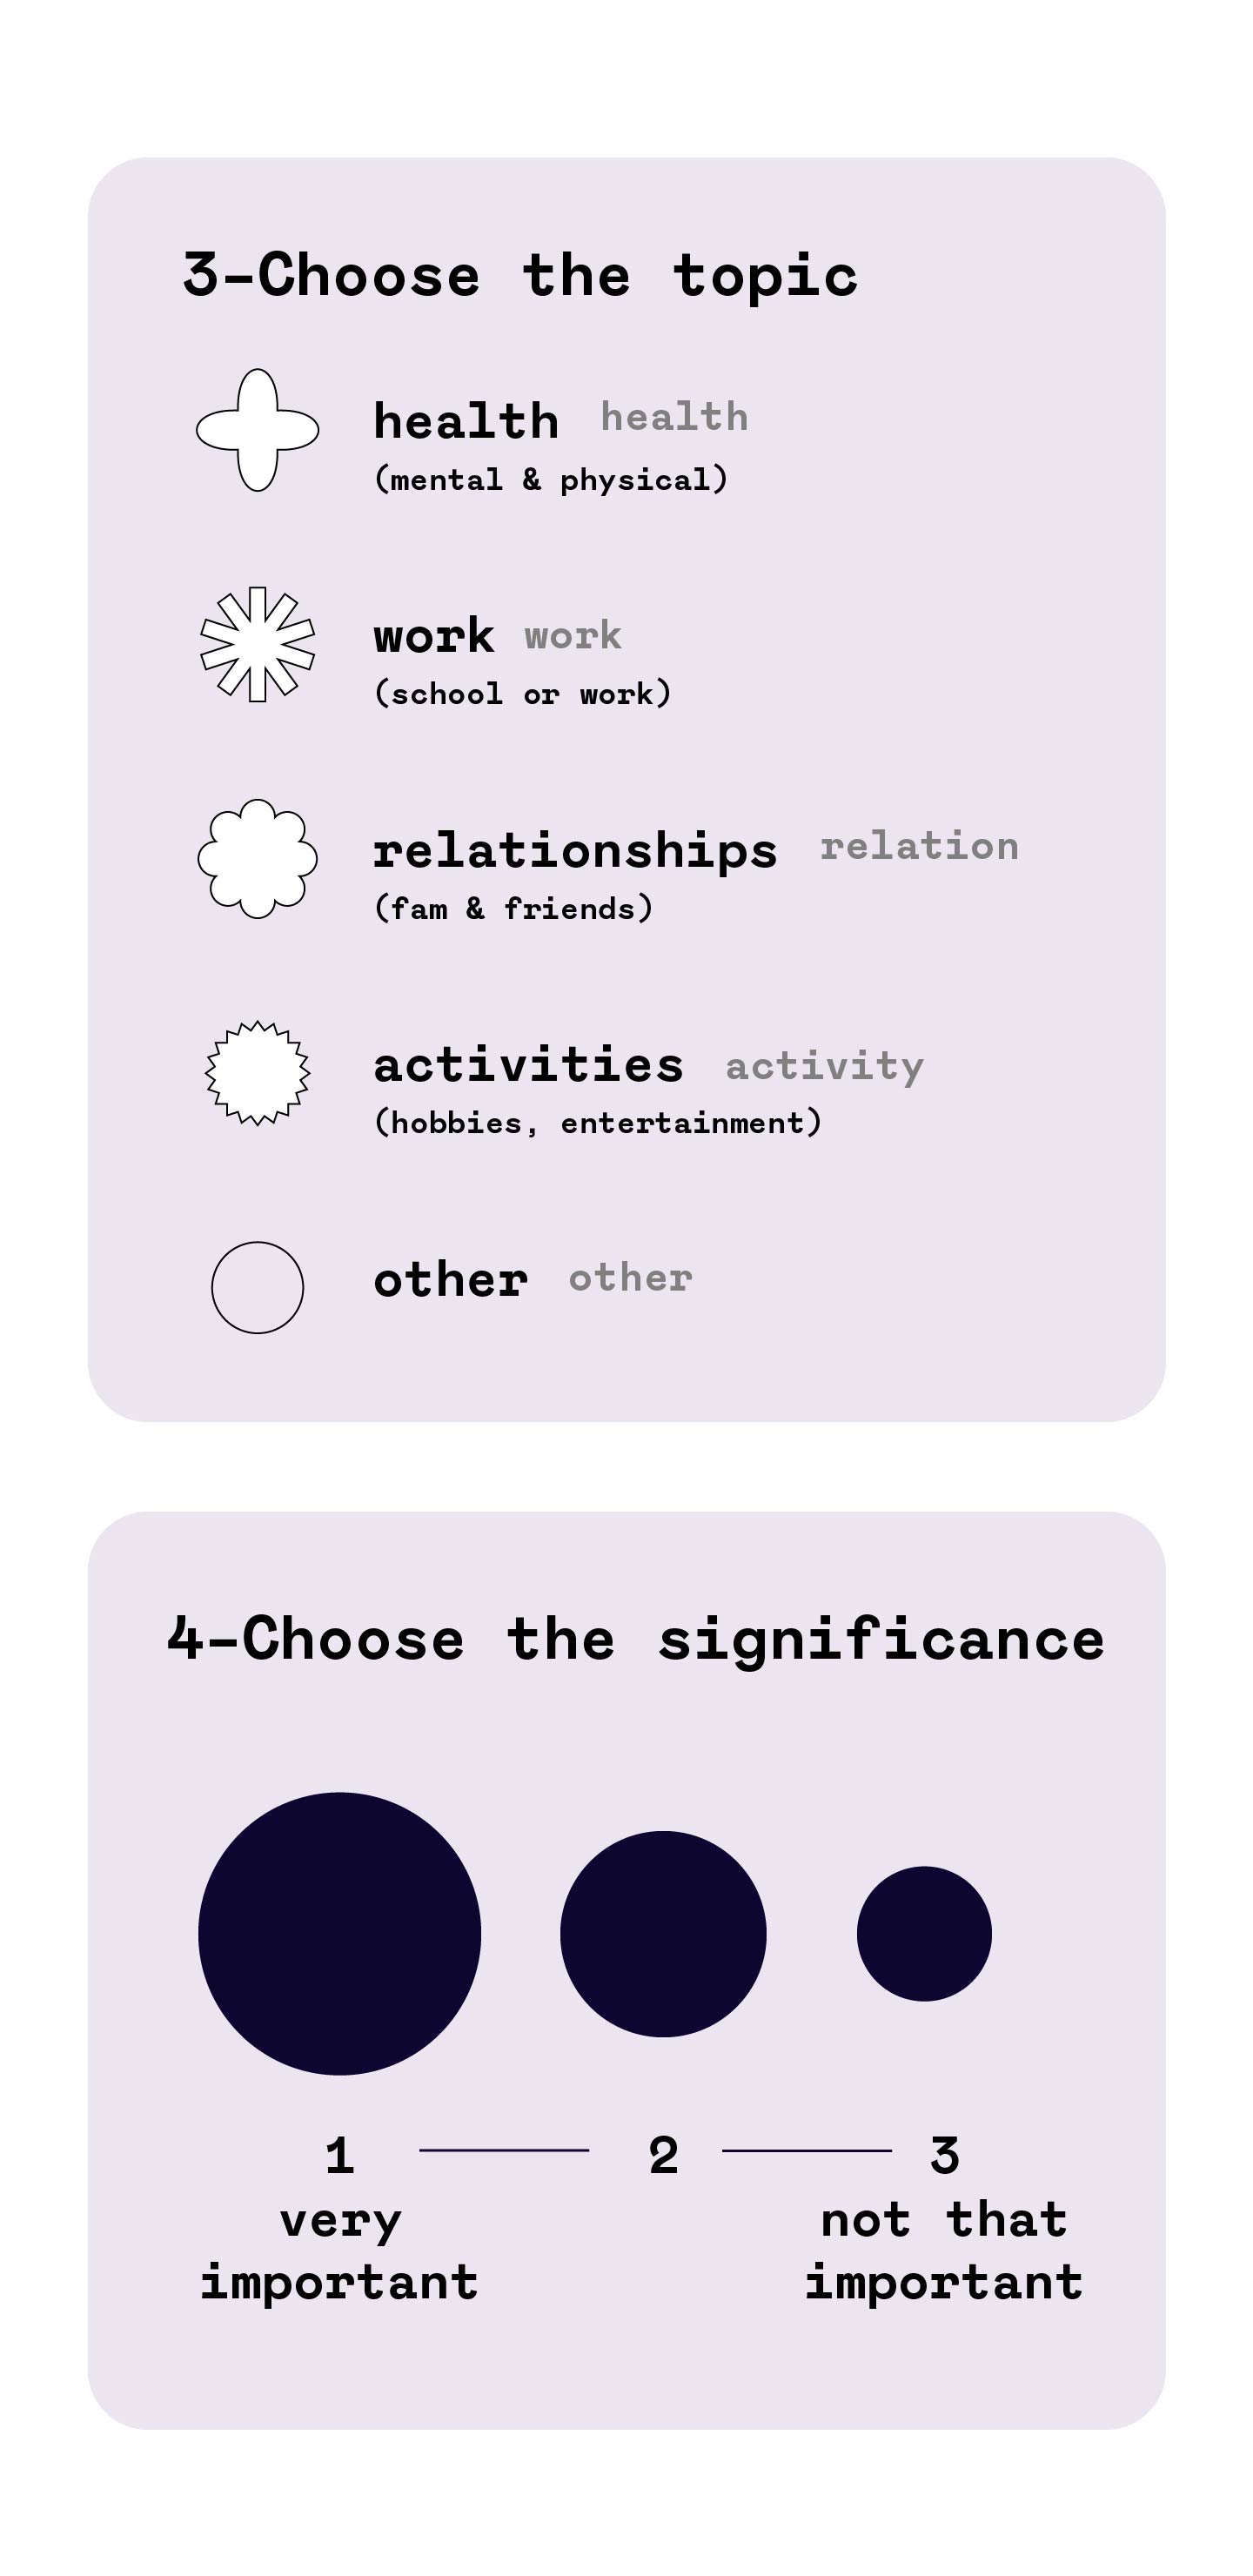 3-Choose the topic
health health
(mental & physical)
work work
(school or work)
relationships relation
(fam & friends)
activities activity
(hobbies, entertainment)
other other
4-Choose the significance
1 2 3
very not that
important important